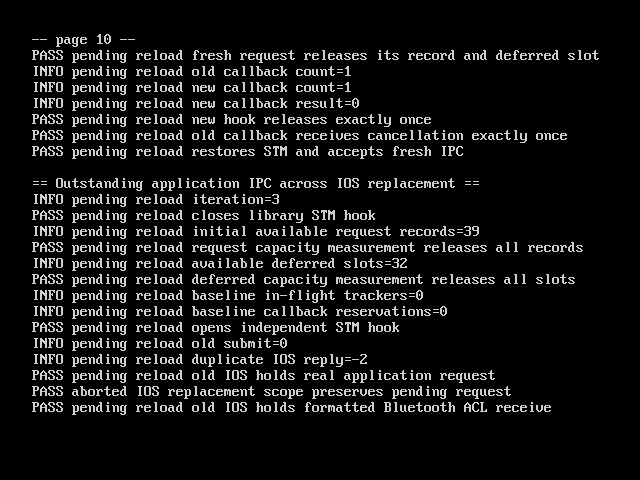 -- page 10 --
PASS pending reload fresh request releases its record and deferred slot
INFO pending reload old callback count=1
INFO pending reload new callback count=1
INFO pending reload new callback result=0
PASS pending reload new hook releases exactly once
PASS pending reload old callback receives cancellation exactly once
PASS pending reload restores STM and accepts fresh IPC
== Outstanding application IPC across IOS replacement ==
INFO pending reload iteration=3
PASS pending reload closes library STM hook
INFO pending reload initial available request records=39
PASS pending reload request capacity measurement releases all records
INFO pending reload available deferred slots=32
PASS pending reload deferred capacity measurement releases all slots
INFO pending reload baseline in-flight trackers=0
INFO pending reload baseline callback reservations=0
PASS pending reload opens independent STM hook
INFO pending reload old submit=0
INFO pending reload duplicate IOS reply=-2
PASS pending reload old IOS holds real application request
PASS aborted IOS replacement scope preserves pending request
PASS pending reload old IOS holds formatted Bluetooth ACL receive